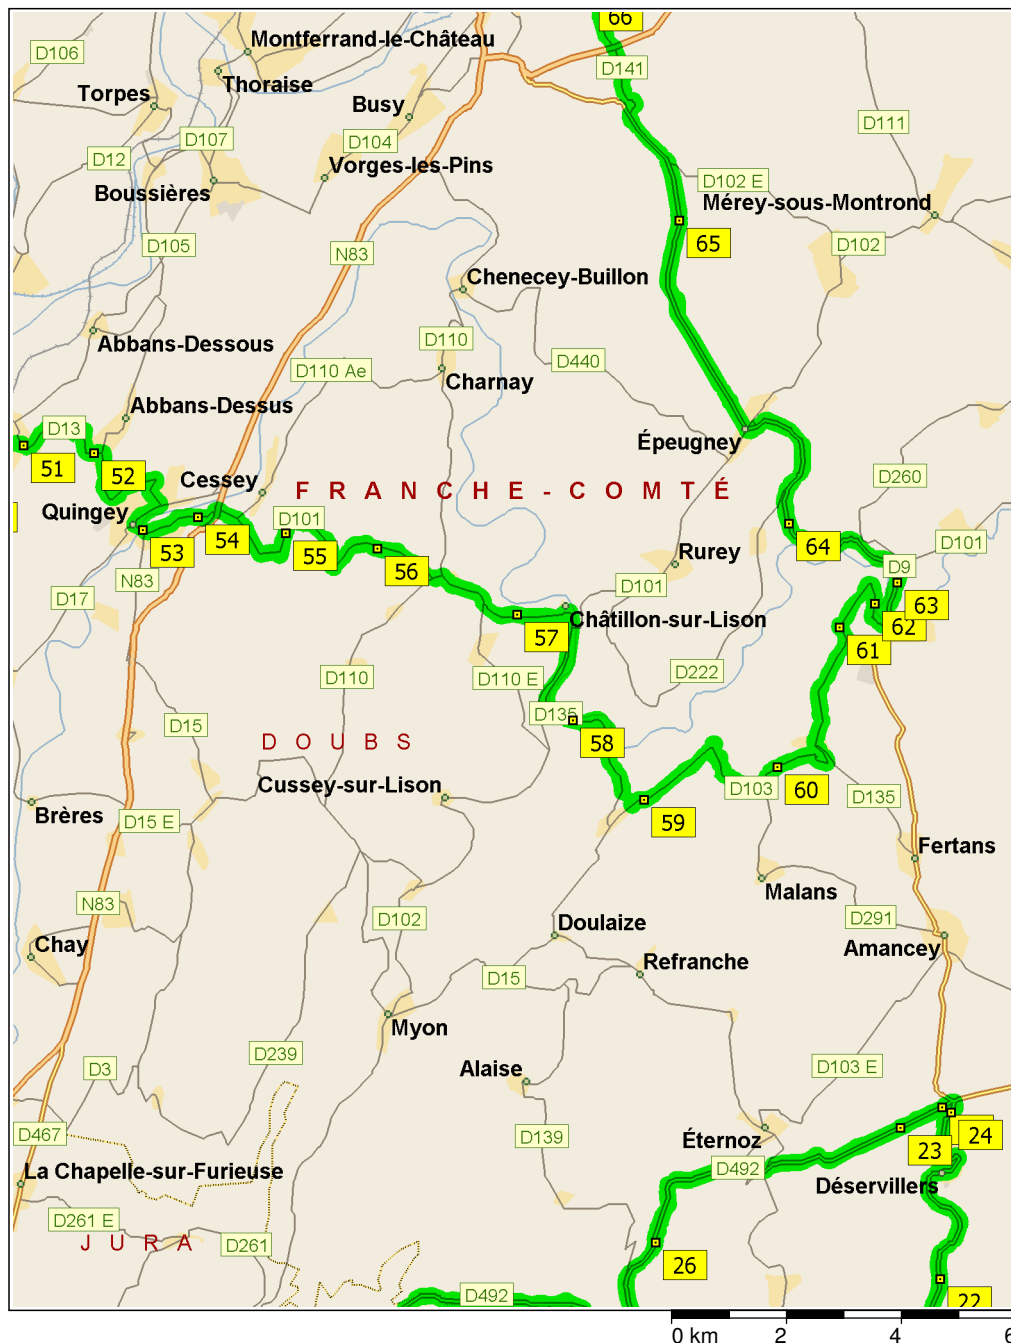 66
D106
Montferrand-le-Château
D141
Thoraise
Torpes
Busy
D111
D107
D104
D12
Vorges-les-Pins
D102 E
Boussières
Mérey-sous-Montrond
D105
N83
65
D102
Chenecey-Buillon
Abbans-Dessous
D110
D110 Ae
D440
Charnay
Abbans-Dessus
D13
Épeugney
51
52
Cessey
D260
FRANCHE-COMTÉ
Quingey
D101
53
54
55
64
D101
56
Rurey
D9
N83
D17
D101
63
62
57
Châtillon-sur-Lison
61
D110
D110 E
D222
D135
D15
DOUBS
58
Cussey-sur-Lison
60
D103
D135
Brères
D15 E
59
Fertans
Malans
N83
D102
D291
Doulaize
Chay
Amancey
Refranche
D15
Myon
D239
D3
Alaise
D103 E
D467
D139
Éternoz
23
24
La Chapelle-sur-Furieuse
D492
Déservillers
D261 E
JURA
D261
26
D492
22
0 km
2
4
6